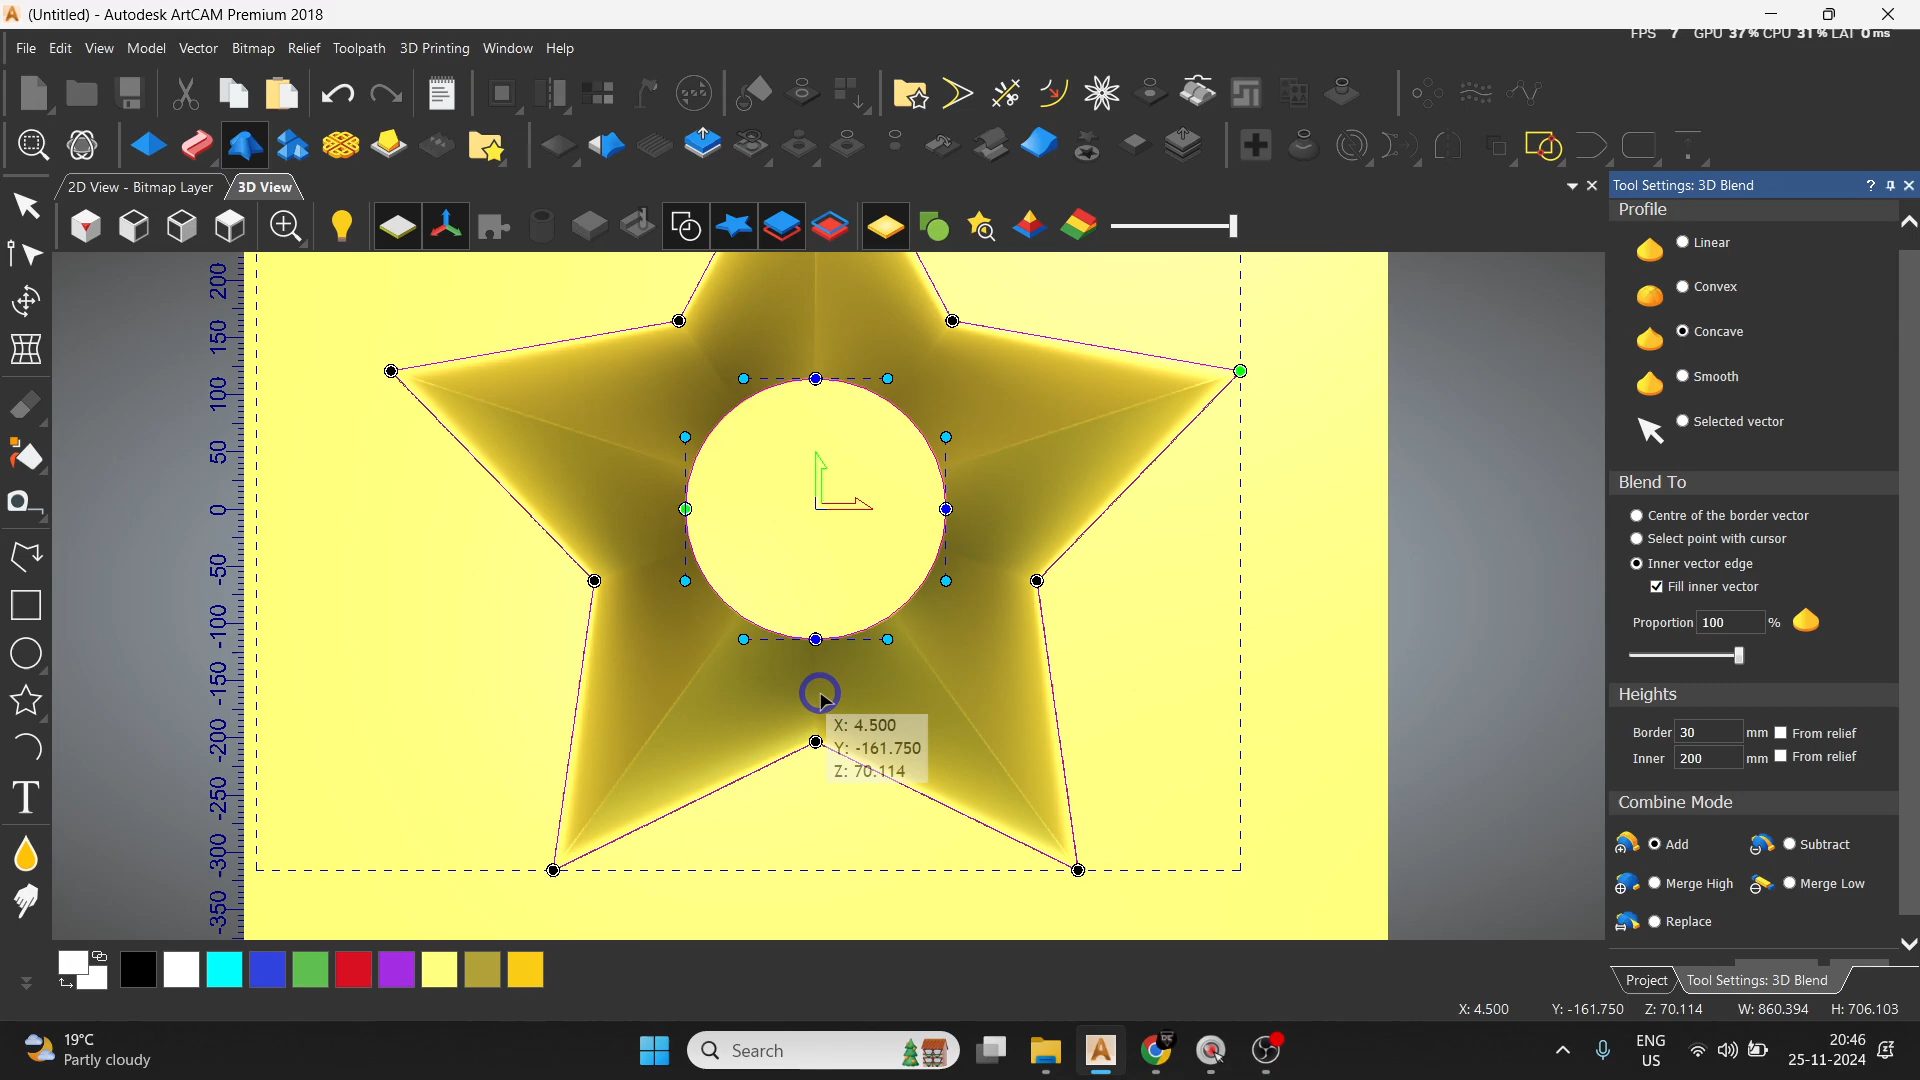 (Untitled) - Autodesk ArtCAM Premium 2018
FPS 7 GPU 37% CPU 31% LAT 0 ms
File Edit View Model Vector Bitmap Relief Toolpath 3D Printing Window Help
2D View - Bitmap Layer 3D View
Tool Settings: 3D Blend
Profile
Linear
Convex
Concave
Smooth
Selected vector
Blend To
Centre of the border vector
Select point with cursor
Inner vector edge
Fill inner vector
Proportion 100 %
Heights
Border 30 mm From relief
Inner 200 mm From relief
Combine Mode
Add Subtract
Merge High Merge Low
Replace
200
150
100
50
0
-50
-100
-150
-200
-250
-300
-350
X: 4.500
Y: -161.750
Z: 70.114
Project Tool Settings: 3D Blend
X: 4.500 Y: -161.750 Z: 70.114 W: 860.394 H: 706.103
19°C
Partly cloudy
Search
ENG
US
20:46
25-11-2024